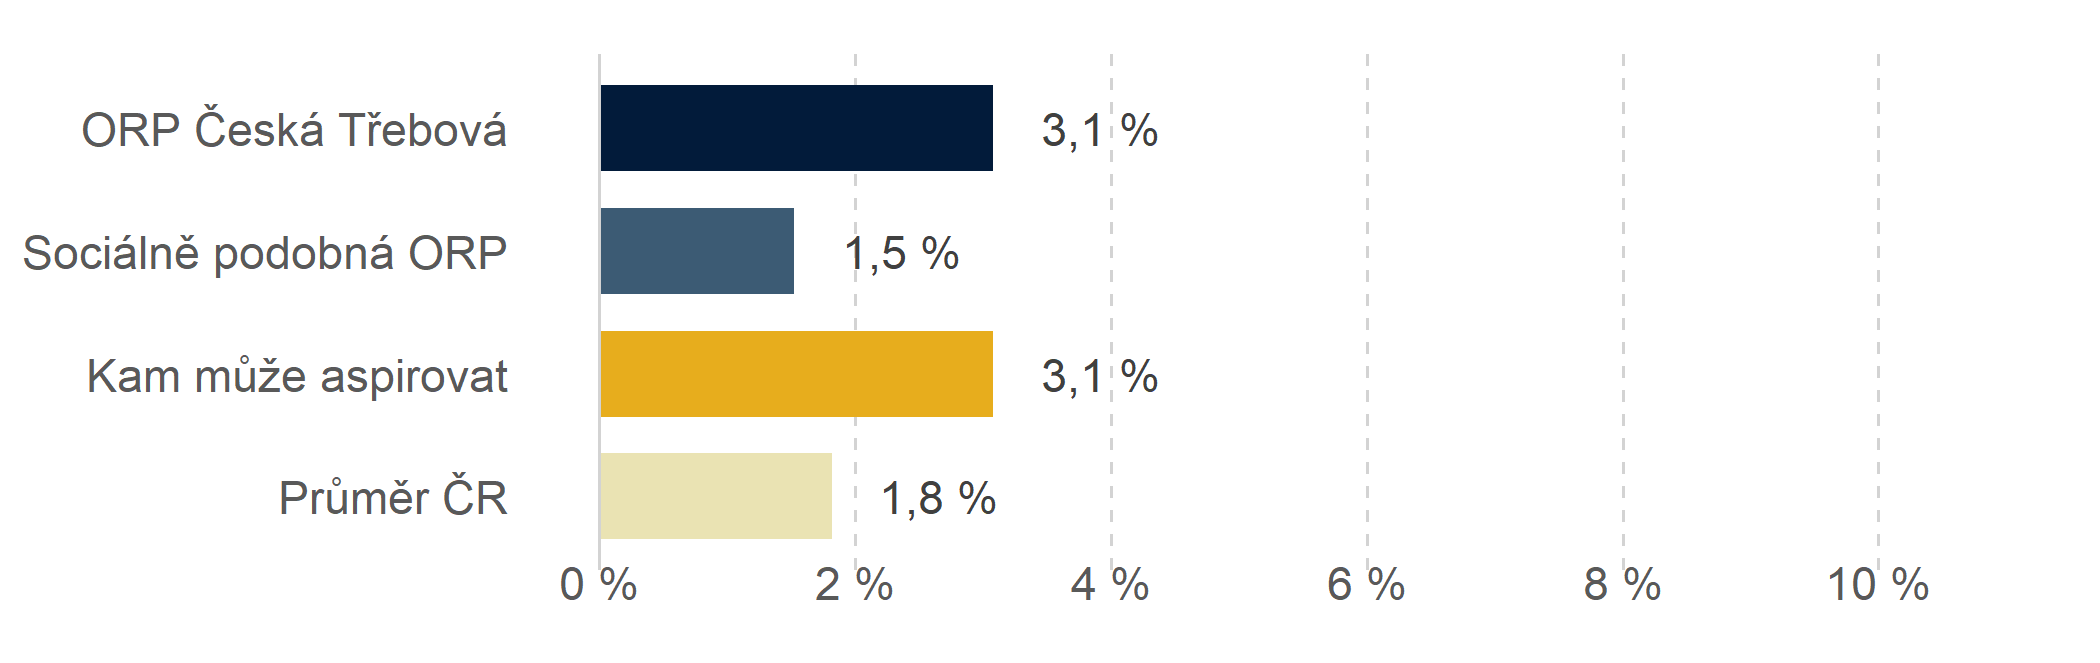 ORP Česká Třebová 3,1 %
Sociálně podobná ORP 1,5 %
Kam může aspirovat 3,1 %
Průměr ČR 1,8 %
0 % 2 % 4 % 6 % 8 % 10 %